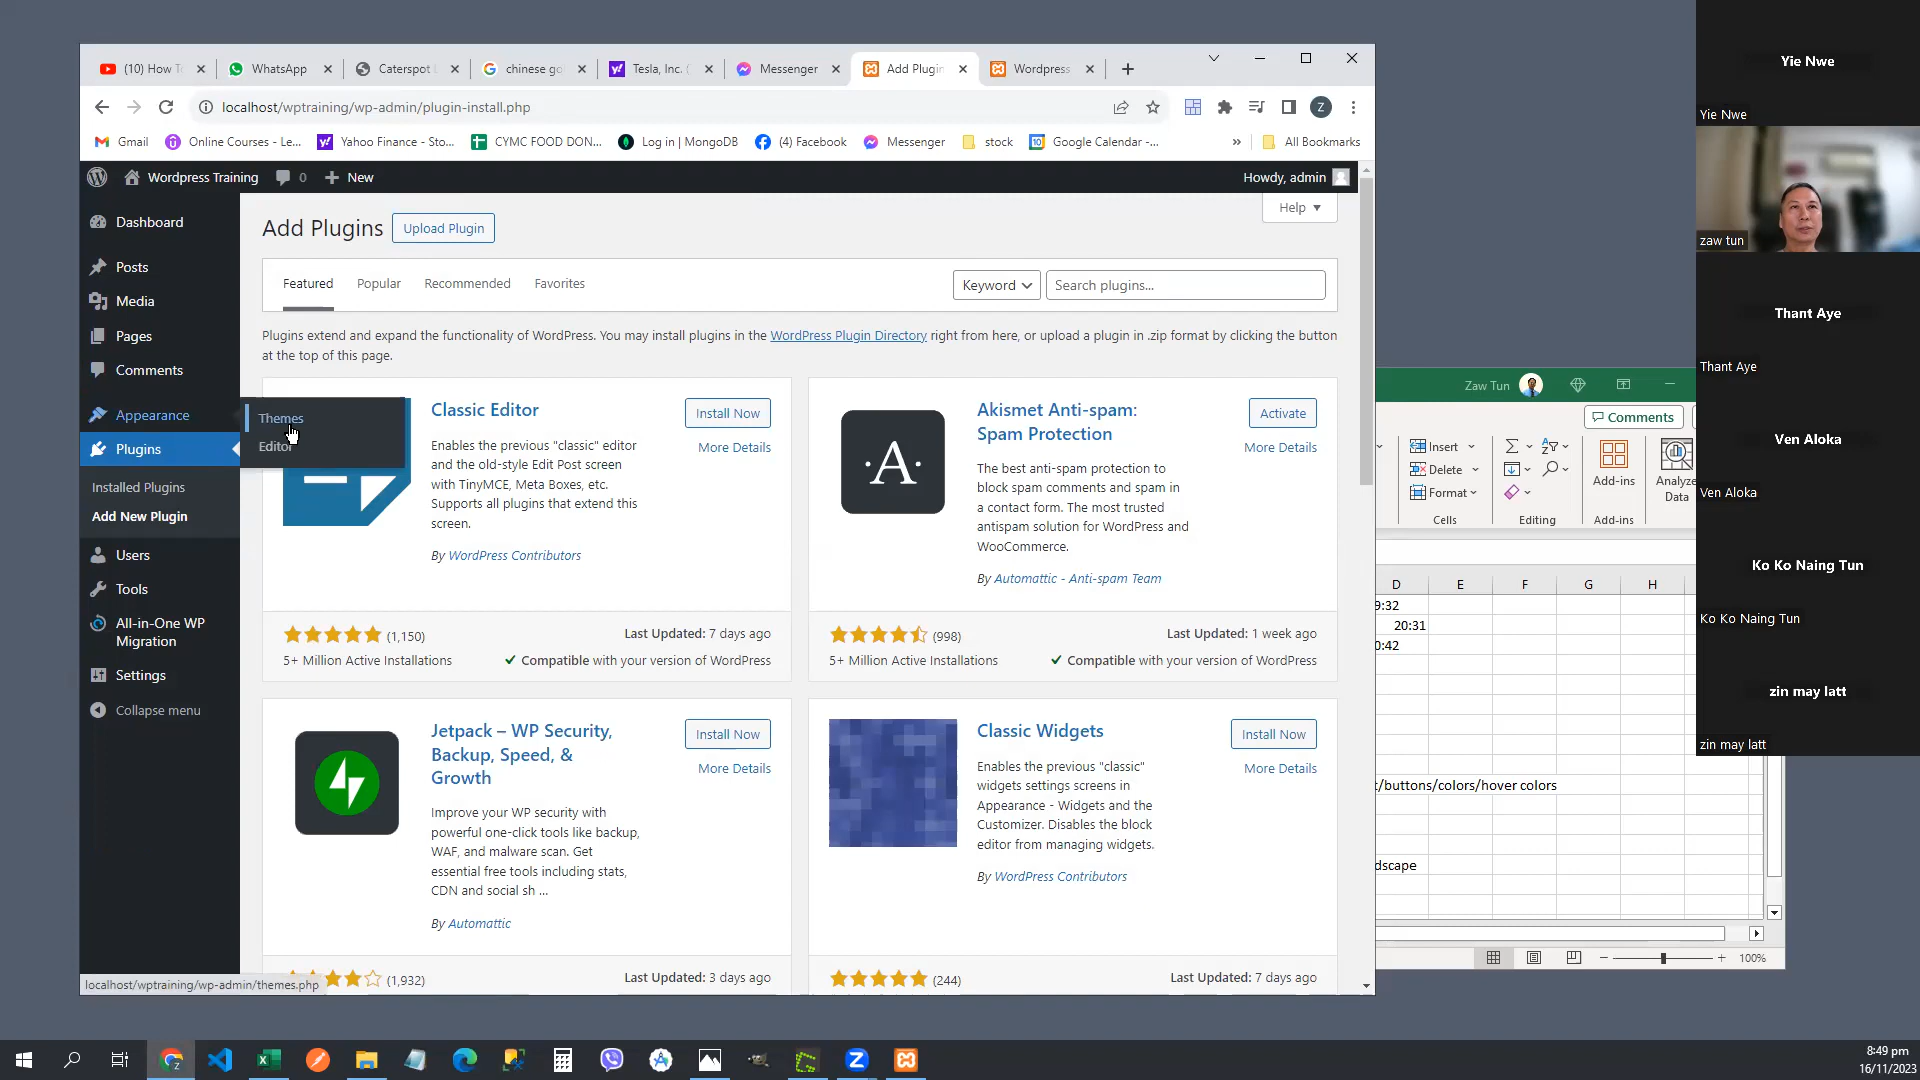 (10) How T
WhatsApp
Caterspot
chinese go
Tesla, Inc. (
Messenger
Add Plugin
Wordpress
localhost/wptraining/wp-admin/plugin-install.php
Z
Gmail
Online Courses - Le...
Yahoo Finance - Sto...
CYMC FOOD DON...
Log in | MongoDB
(4) Facebook
Messenger
stock
Google Calendar -...
»
All Bookmarks
Wordpress Training
0
New
Howdy, admin
Dashboard
Posts
Media
Pages
Comments
Appearance
Plugins
Installed Plugins
Add New Plugin
Users
Tools
All-in-One WP
Migration
Settings
Collapse menu
Themes
Editor
Add Plugins
Upload Plugin
Help
Featured
Popular
Recommended
Favorites
Keyword
Search plugins...
Plugins extend and expand the functionality of WordPress. You may install plugins in the WordPress Plugin Directory right from here, or upload a plugin in .zip format by clicking the button
at the top of this page.
Classic Editor
Install Now
More Details
Enables the previous "classic" editor
and the old-style Edit Post screen
with TinyMCE, Meta Boxes, etc.
Supports all plugins that extend this
screen.
By WordPress Contributors
(1,150)
Last Updated: 7 days ago
5+ Million Active Installations
Compatible with your version of WordPress
Akismet Anti-spam:
Spam Protection
Activate
More Details
·A·
The best anti-spam protection to
block spam comments and spam in
a contact form. The most trusted
antispam solution for WordPress and
WooCommerce.
By Automattic - Anti-spam Team
(998)
Last Updated: 1 week ago
5+ Million Active Installations
Compatible with your version of WordPress
Jetpack – WP Security,
Backup, Speed, &
Growth
Install Now
More Details
Improve your WP security with
powerful one-click tools like backup,
WAF, and malware scan. Get
essential free tools including stats,
CDN and social sh ...
By Automattic
(1,932)
Last Updated: 3 days ago
Classic Widgets
Install Now
More Details
Enables the previous "classic"
widgets settings screens in
Appearance - Widgets and the
Customizer. Disables the block
editor from managing widgets.
By WordPress Contributors
(244)
Last Updated: 7 days ago
localhost/wptraining/wp-admin/themes.php
Zaw Tun
Comments
Insert
Delete
Format
Cells
Editing
Add-ins
Add-ins
Analyze
Data
D
E
F
G
H
9:32
20:31
0:42
t/buttons/colors/hover colors
dscape
100%
Yie Nwe
Yie Nwe
zaw tun
Thant Aye
Thant Aye
Ven Aloka
Ven Aloka
Ko Ko Naing Tun
Ko Ko Naing Tun
zin may latt
zin may latt
8:49 pm
16/11/2023